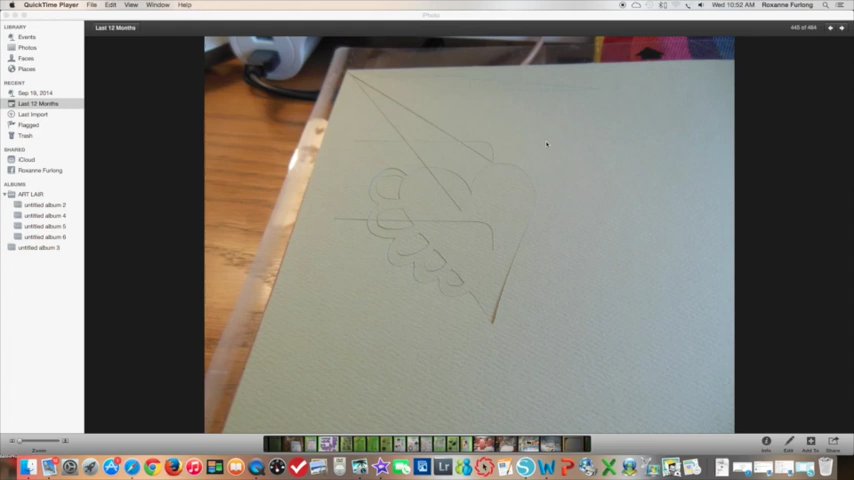 QuickTime Player File Edit View Window Help Wed 10:52 AM Roxanne Furlong
iPhoto
LIBRARY
Events
Photos
Faces
Places
RECENT
Sep 18, 2014
Last 12 Months
Last Import
Flagged
Trash
SHARED
iCloud
Roxanne Furlong
ALBUMS
ART LAIR
untitled album 2
untitled album 4
untitled album 5
untitled album 6
untitled album 3
Last 12 Months 445 of 464
Zoom Info Edit Add To Share
Lr S W P X